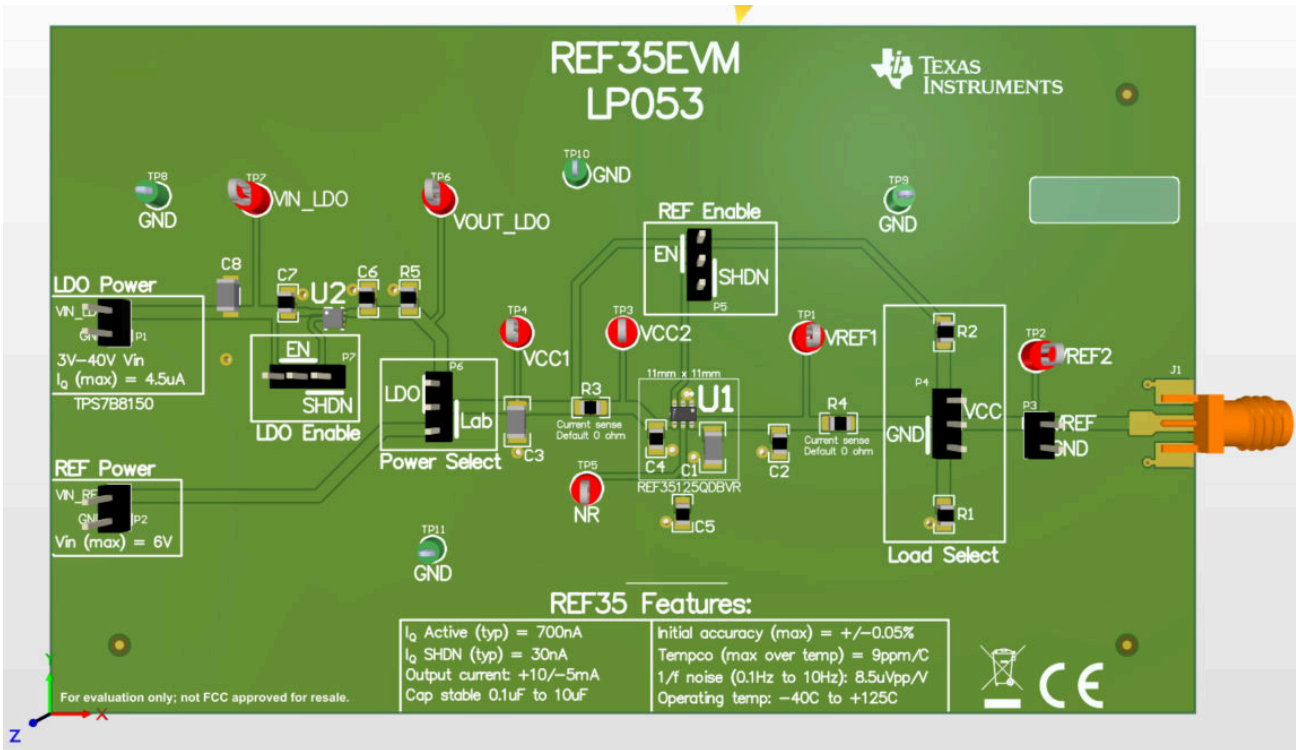 REF35EVM
LP053
TEXAS
INSTRUMENTS
TP8
GND
TP7
VIN_LDO
TP6
VOUT_LDO
TP10
GND
TP9
GND
REF Enable
EN
SHDN
P5
LDO Power
P1
3V-40V Vin
IQ (max) = 4.5uA
TPS7B8150
C8
C7
U2
C6
R5
EN
P7
SHDN
LDO Enable
P6
LDO
Lab
Power Select
TP4
VCC1
TP3
VCC2
TP1
VREF1
TP2
VREF2
C3
R3
Current sense
Default 0 ohm
11mm x 11mm
U1
C4
C1
REF35125QDBVR
C2
C5
TP5
NR
R4
Current sense
Default 0 ohm
R2
P4
VCC
GND
R1
Load Select
P3
VREF
GND
J1
REF Power
P2
Vin (max) = 6V
TP11
GND
REF35 Features:
IQ Active (typ) = 700nA
IQ SHDN (typ) = 30nA
Output current: +10/-5mA
Cap stable 0.1uF to 10uF
Initial accuracy (max) = +/-0.05%
Tempco (max over temp) = 9ppm/C
1/f noise (0.1Hz to 10Hz): 8.5uVpp/V
Operating temp: -40C to +125C
For evaluation only; not FCC approved for resale.
CE
Y
X
Z